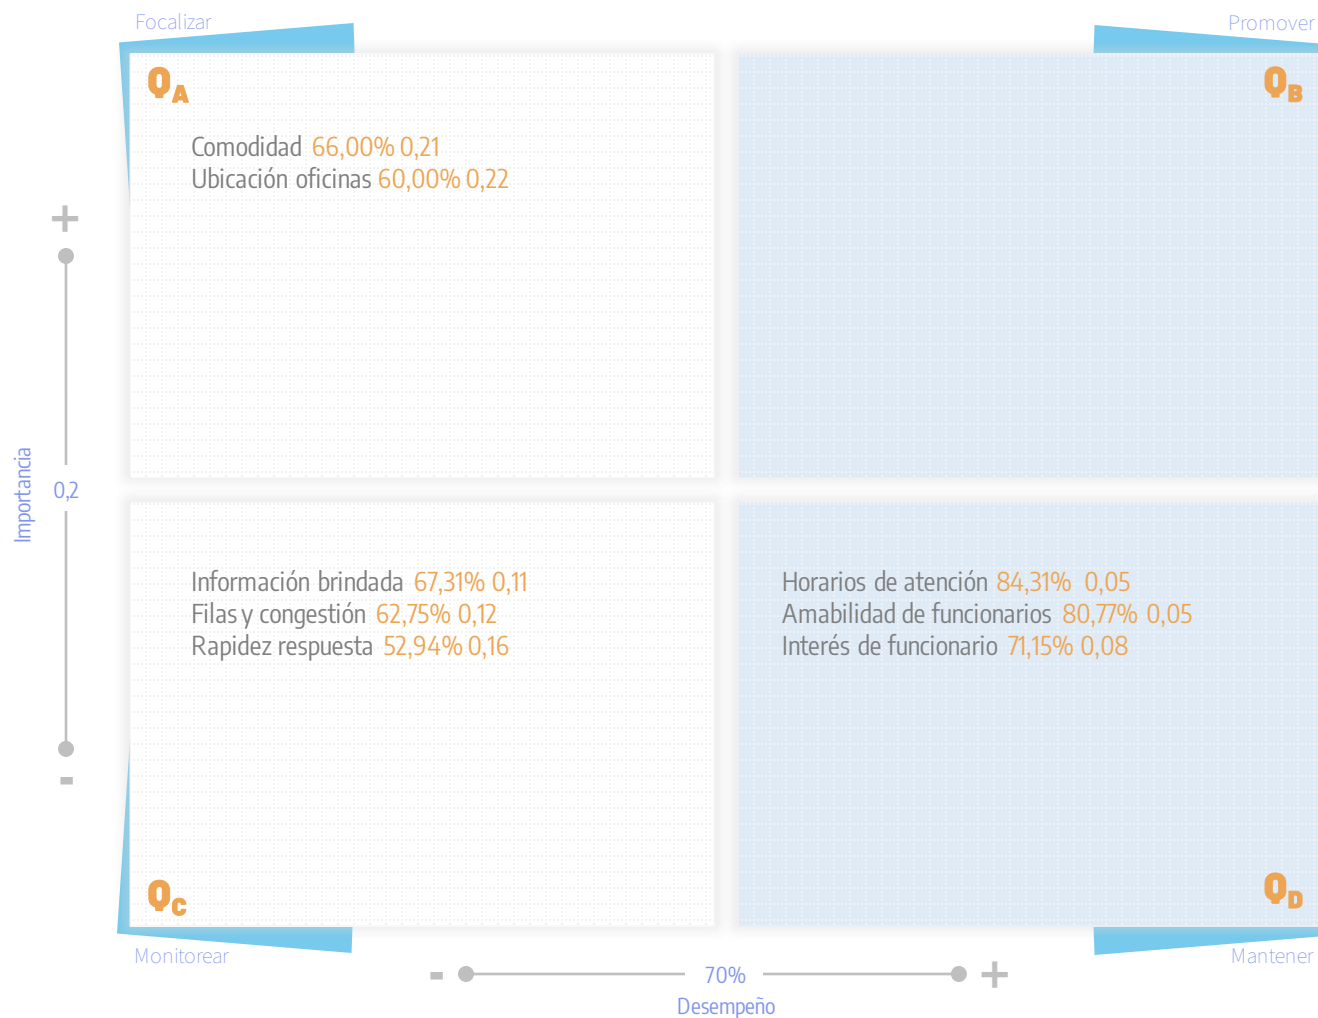 Focalizar
Promover
QA
QB
Comodidad 66,00% 0,21
Ubicación oficinas 60,00% 0,22
+
Importancia
0,2
Información brindada 67,31% 0,11
Filas y congestión 62,75% 0,12
Rapidez respuesta 52,94% 0,16
Horarios de atención 84,31% 0,05
Amabilidad de funcionarios 80,77% 0,05
Interés de funcionario 71,15% 0,08
-
QC
QD
Monitorear
Mantener
- 70% +
Desempeño